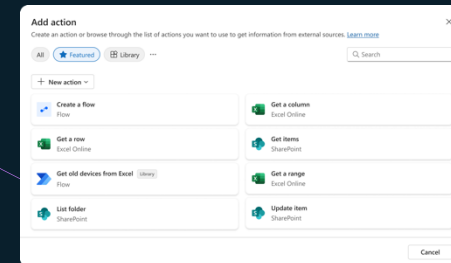 Add action
Create an action or browse through the list of actions you want to use to get information from external sources. Learn more
All
Featured
Library
Search
New action
Create a flow
Flow
Get a column
Excel Online
Get a row
Excel Online
Get items
SharePoint
Get old devices from Excel Library
Flow
Get a range
Excel Online
List folder
SharePoint
Update item
SharePoint
Cancel